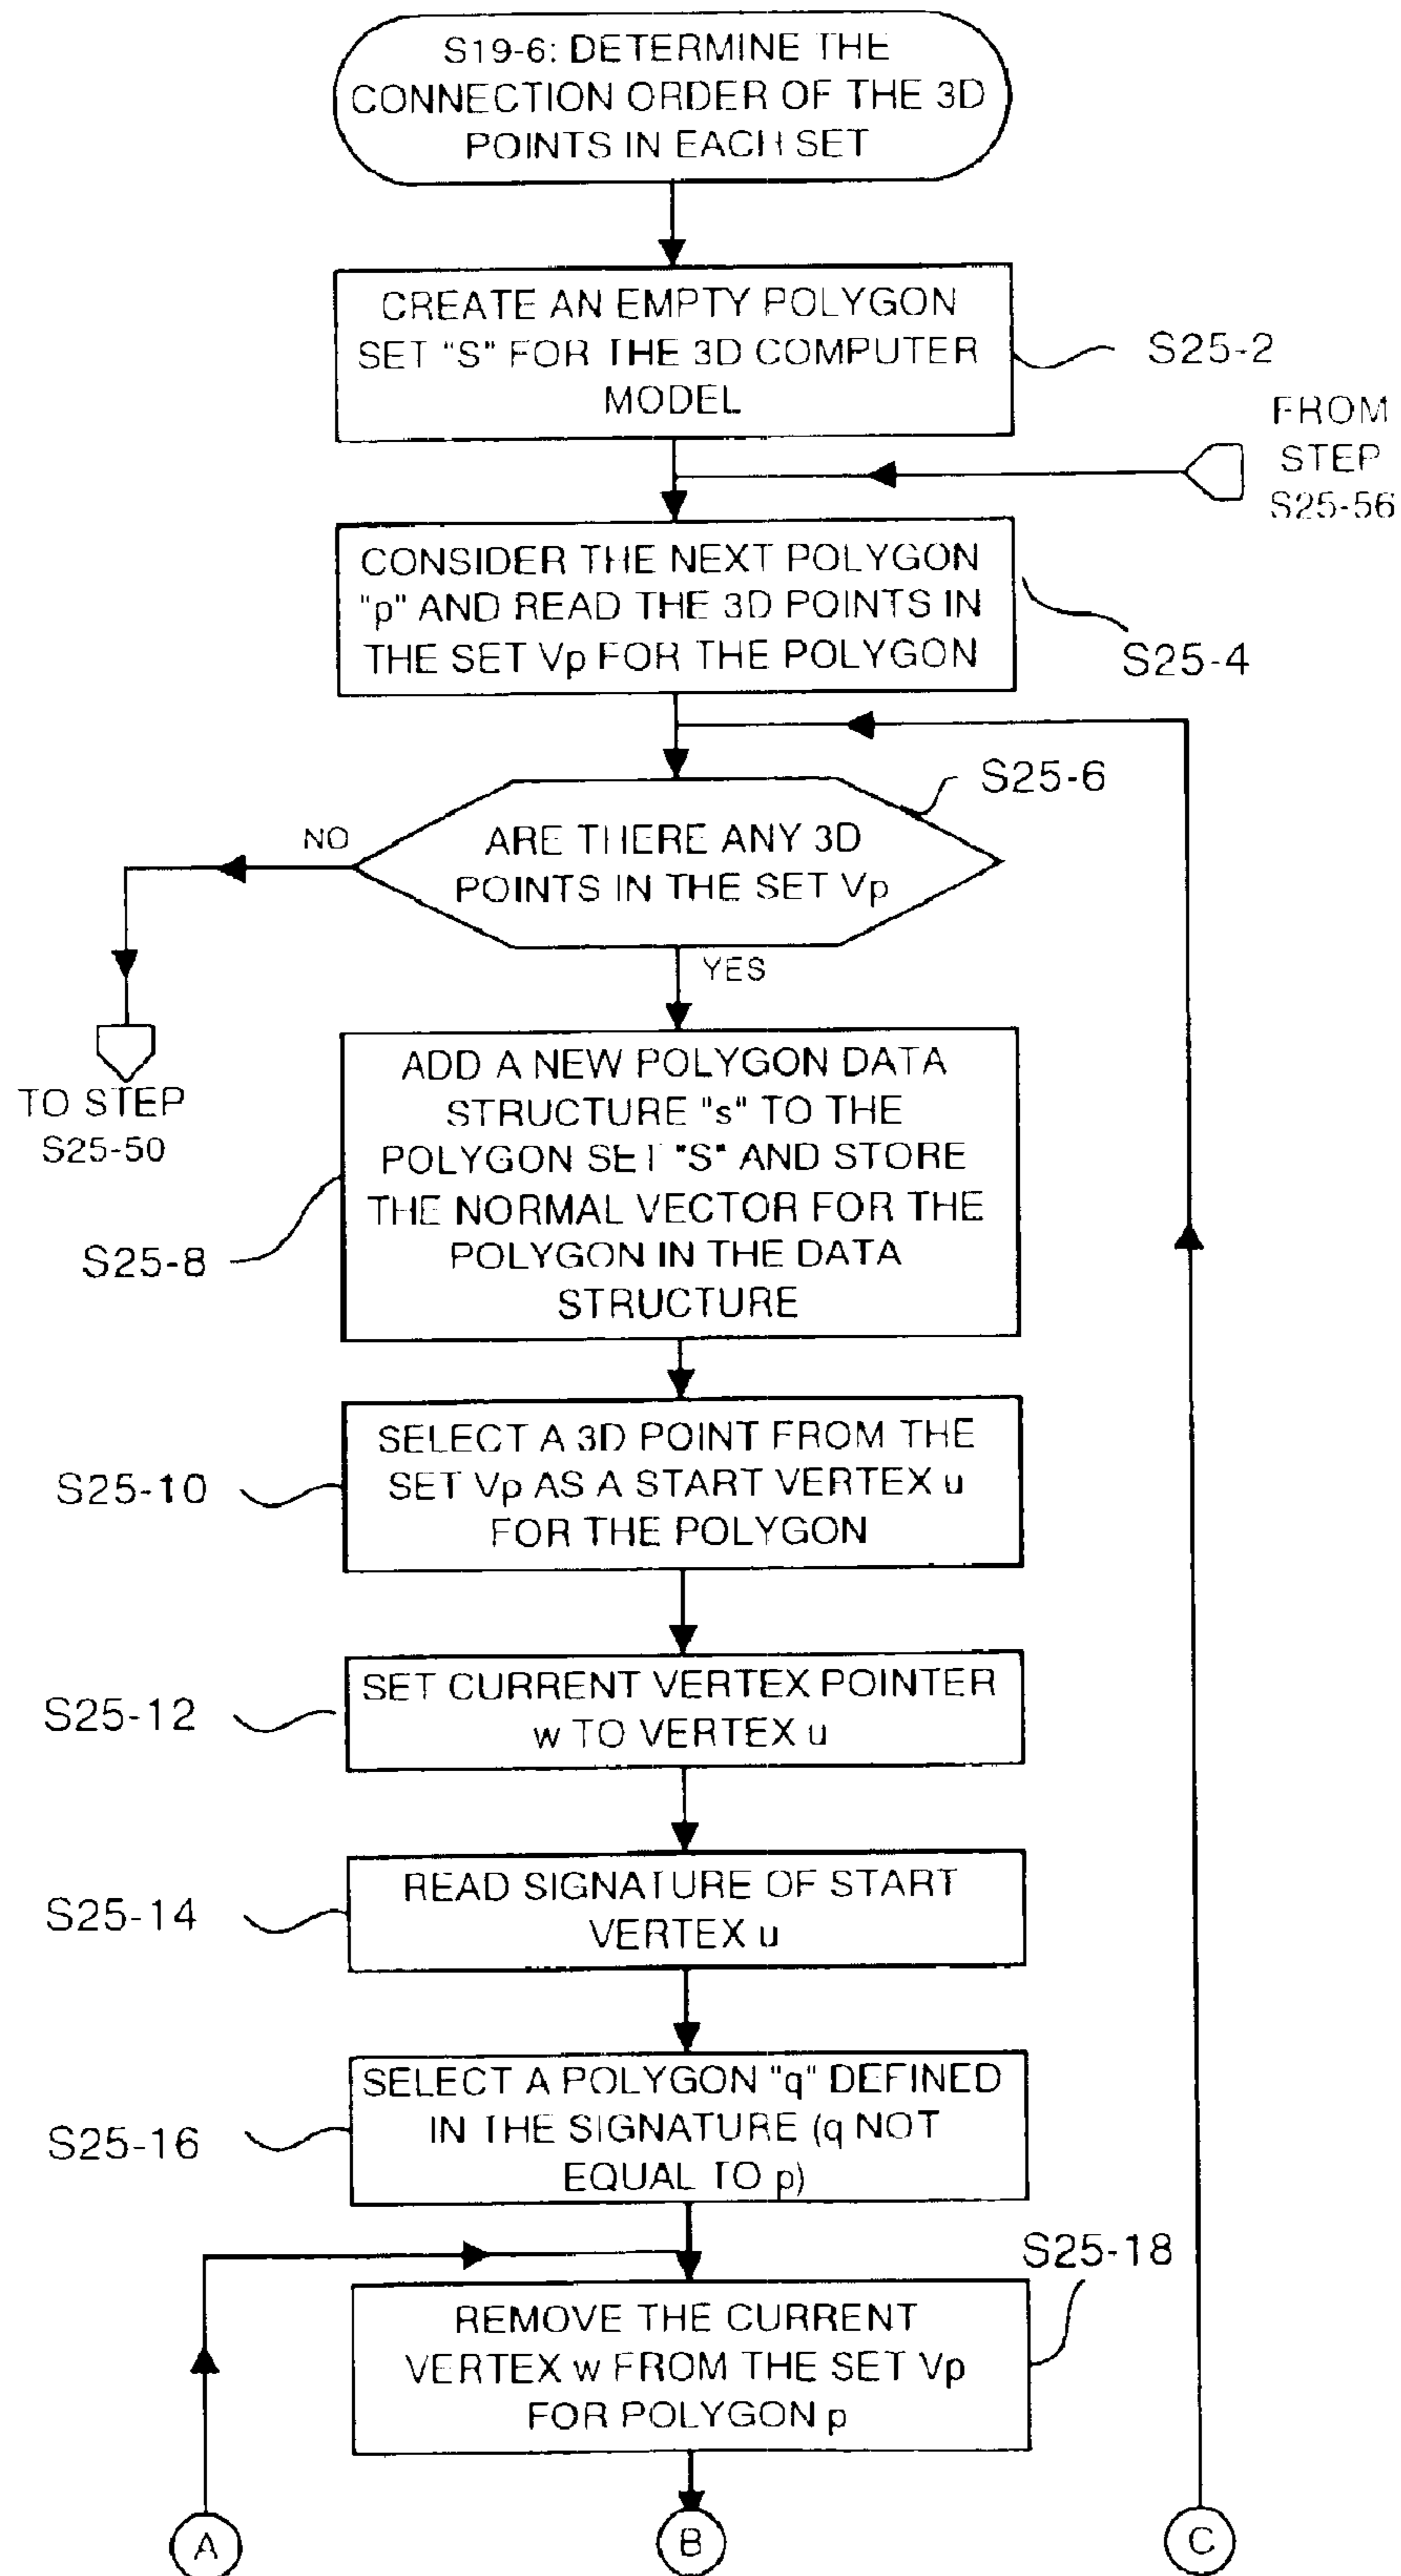 S19-6: DETERMINE THE
CONNECTION ORDER OF THE 3D
POINTS IN EACH SET
CREATE AN EMPTY POLYGON
SET "S" FOR THE 3D COMPUTER
MODEL
S25-2
FROM
STEP
S25-56
CONSIDER THE NEXT POLYGON
"p" AND READ THE 3D POINTS IN
THE SET Vp FOR THE POLYGON
S25-4
S25-6
NO
ARE THERE ANY 3D
POINTS IN THE SET Vp
YES
TO STEP
S25-50
ADD A NEW POLYGON DATA
STRUCTURE "s" TO THE
POLYGON SET "S" AND STORE
THE NORMAL VECTOR FOR THE
POLYGON IN THE DATA
STRUCTURE
S25-8
SELECT A 3D POINT FROM THE
SET Vp AS A START VERTEX u
FOR THE POLYGON
S25-10
SET CURRENT VERTEX POINTER
w TO VERTEX u
S25-12
READ SIGNATURE OF START
VERTEX u
S25-14
SELECT A POLYGON "q" DEFINED
IN THE SIGNATURE (q NOT
EQUAL TO p)
S25-16
S25-18
REMOVE THE CURRENT
VERTEX w FROM THE SET Vp
FOR POLYGON p
A
B
C